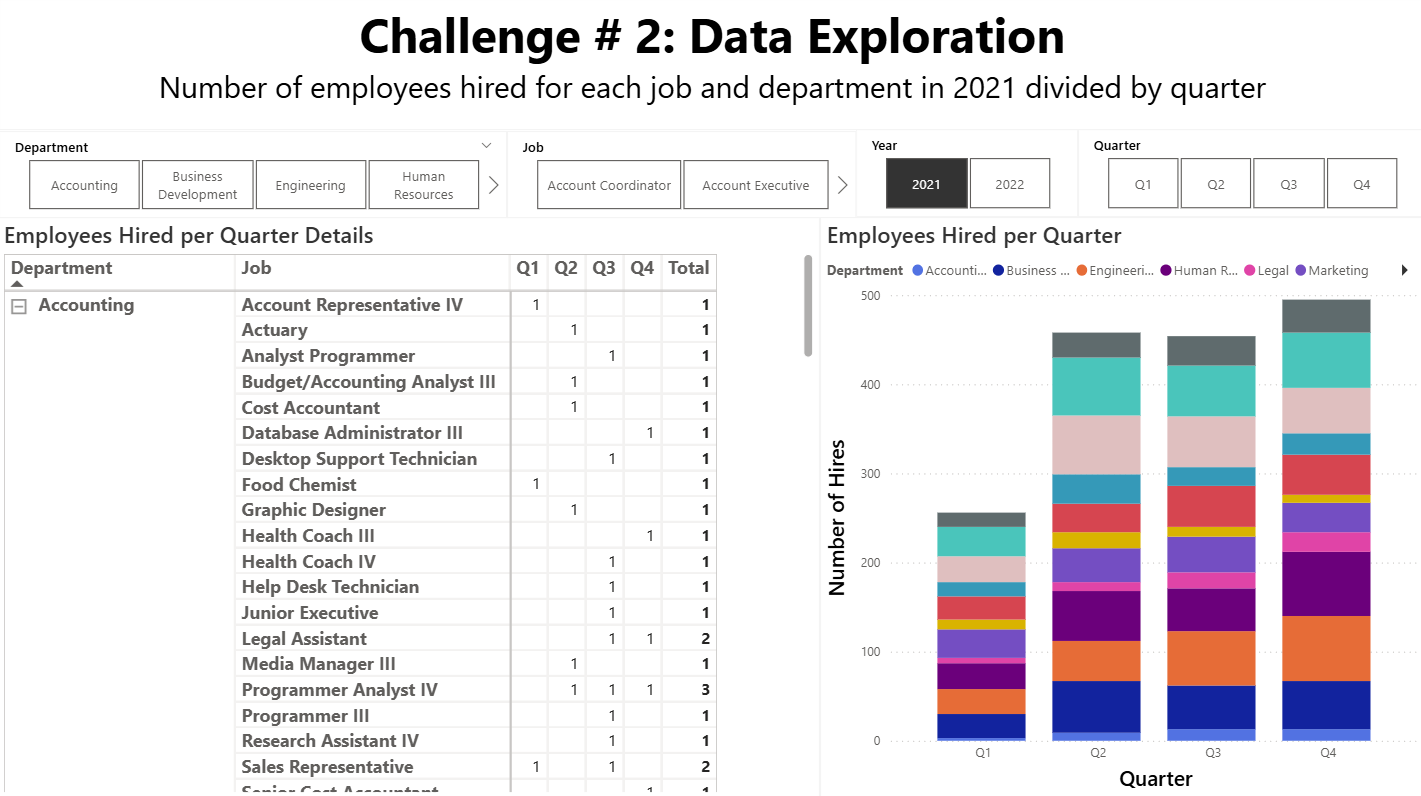 Challenge # 2: Data Exploration
Number of employees hired for each job and department in 2021 divided by quarter
Department
Accounting
Business
Development
Engineering
Human
Resources
Job
Account Coordinator
Account Executive
Year
2021
2022
Quarter
Q1
Q2
Q3
Q4
Employees Hired per Quarter Details
Department Job Q1 Q2 Q3 Q4 Total
Accounting Account Representative IV 1 1
Actuary 1 1
Analyst Programmer 1 1
Budget/Accounting Analyst III 1 1
Cost Accountant 1 1
Database Administrator III 1 1
Desktop Support Technician 1 1
Food Chemist 1 1
Graphic Designer 1 1
Health Coach III 1 1
Health Coach IV 1 1
Help Desk Technician 1 1
Junior Executive 1 1
Legal Assistant 1 1 2
Media Manager III 1 1
Programmer Analyst IV 1 1 1 3
Programmer III 1 1
Research Assistant IV 1 1
Sales Representative 1 1 2
Senior Cost Accountant 1 1
Employees Hired per Quarter
Department Accounti... Business ... Engineeri... Human R... Legal Marketing
500
400
300
200
100
0
Number of Hires
Q1 Q2 Q3 Q4
Quarter